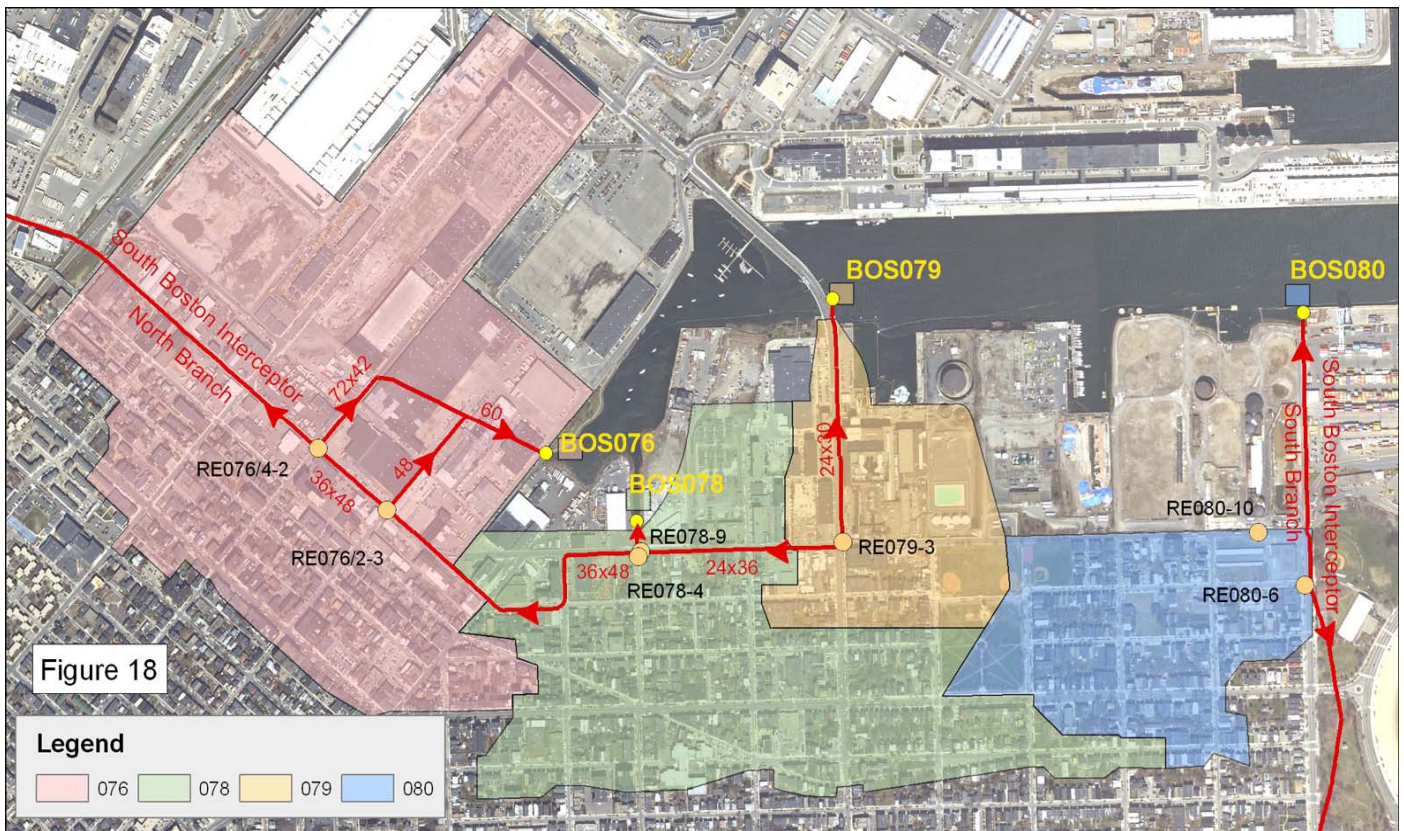 BOS079
BOS080
South Boston Interceptor
North Branch
72x42
60
BOS076
RE076/4-2
48
36x48
BOS078
24x30
South Boston Interceptor
South Branch
RE076/2-3
RE078-9
RE079-3
RE080-10
36x48
24x36
RE078-4
RE080-6
Figure 18
Legend
076 078 079 080